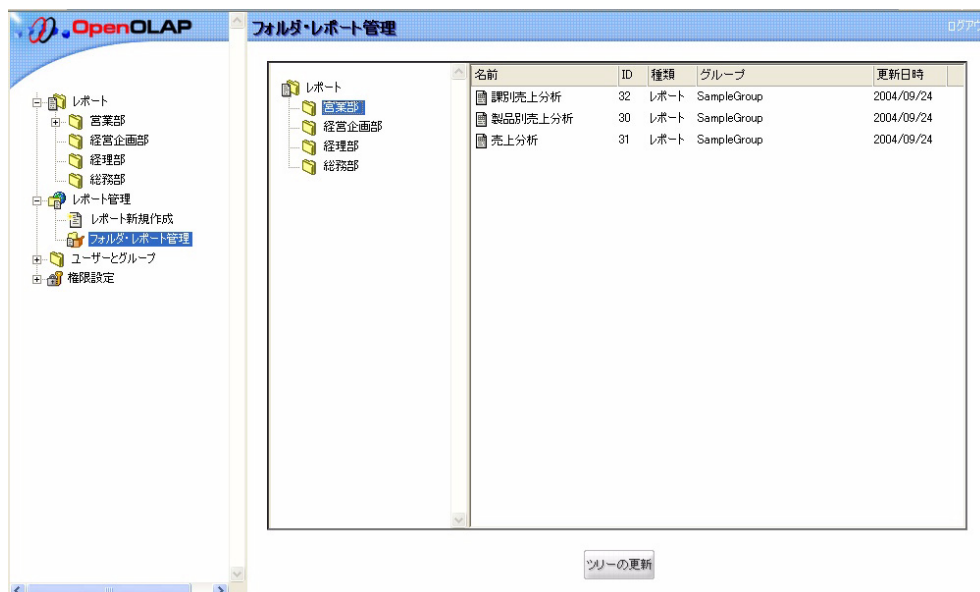 OpenOLAP
フォルダ・レポート管理
レポート
営業部
経営企画部
経理部
総務部
レポート管理
レポート新規作成
フォルダ・レポート管理
ユーザーとグループ
権限設定
レポート
営業部
経営企画部
経理部
総務部
名前 ID 種類 グループ 更新日時
課別売上分析 32 レポート SampleGroup 2004/09/24
製品別売上分析 30 レポート SampleGroup 2004/09/24
売上分析 31 レポート SampleGroup 2004/09/24
ツリーの更新